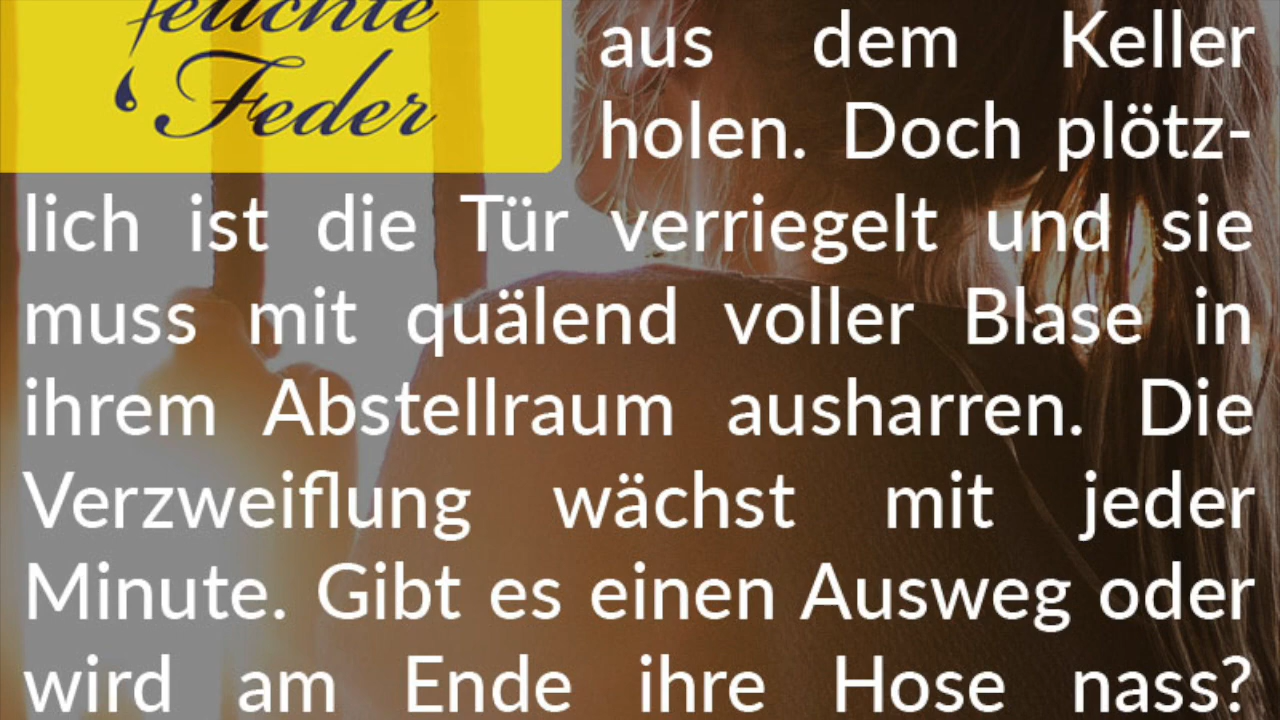 feuchte
Feder
aus dem Keller
holen. Doch plötz-
lich ist die Tür verriegelt und sie
muss mit quälend voller Blase in
ihrem Abstellraum ausharren. Die
Verzweiflung wächst mit jeder
Minute. Gibt es einen Ausweg oder
wird am Ende ihre Hose nass?